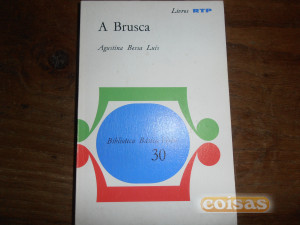 Livros RTP
A Brusca
Agustina Bessa Luís
Biblioteca Básica
30
coisas